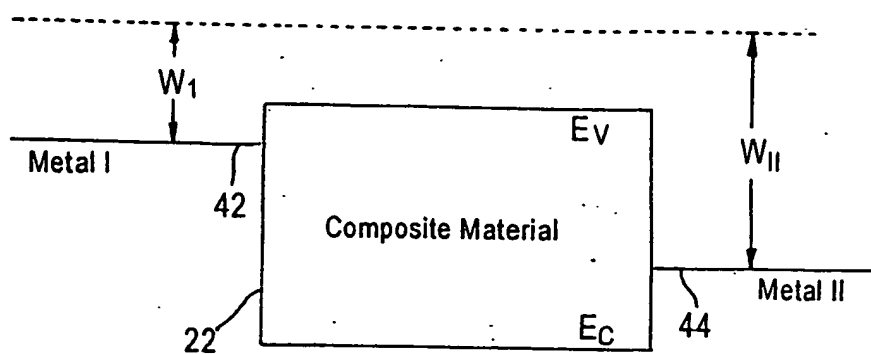 W1
EV
WII
Metal I
42
Composite Material
22
EC
44
Metal II